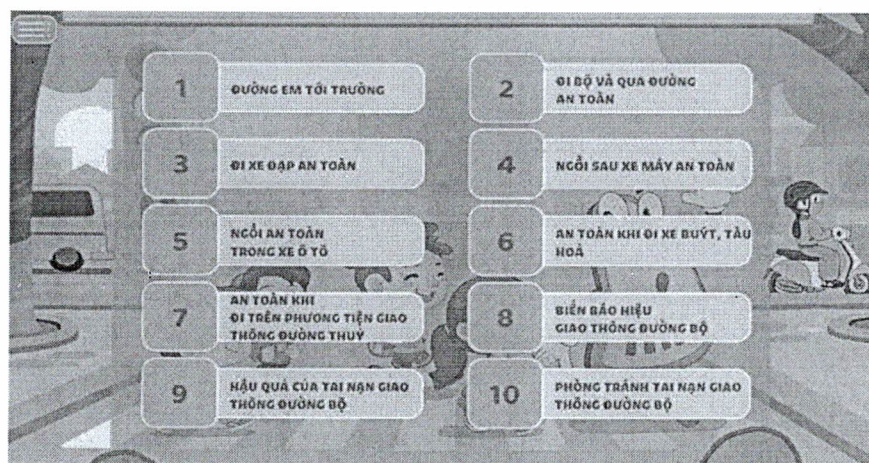 1
ĐƯỜNG EM TỚI TRƯỜNG
2
ĐI BỘ VÀ QUA ĐƯỜNG
AN TOÀN
3
ĐI XE ĐẠP AN TOÀN
4
NGỒI SAU XE MÁY AN TOÀN
5
NGỒI AN TOÀN
TRONG XE Ô TÔ
6
AN TOÀN KHI ĐI XE BUÝT, TÀU
HOẢ
7
AN TOÀN KHI
ĐI TRÊN PHƯƠNG TIỆN GIAO
THÔNG ĐƯỜNG THUỶ
8
BIỂN BÁO HIỆU
GIAO THÔNG ĐƯỜNG BỘ
9
HẬU QUẢ CỦA TAI NẠN GIAO
THÔNG ĐƯỜNG BỘ
10
PHÒNG TRÁNH TAI NẠN GIAO
THÔNG ĐƯỜNG BỘ